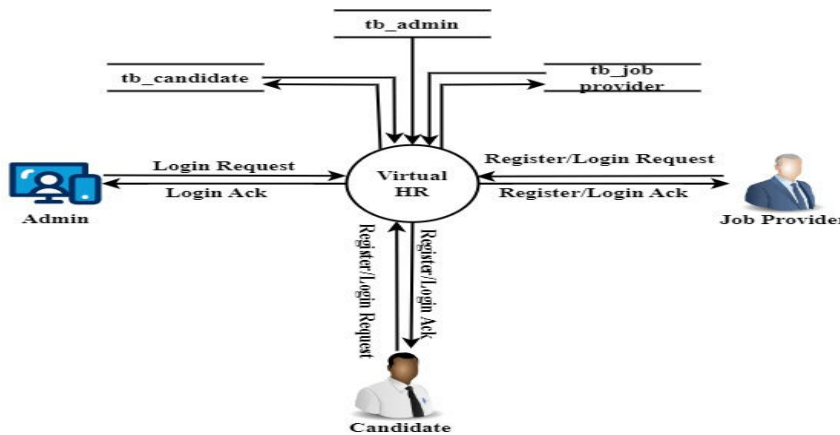 tb_admin
tb_candidate
tb_job
provider
Login Request
Login Ack
Virtual
HR
Register/Login Request
Register/Login Ack
Admin
Job Provider
Register/Login Request
Register/Login Ack
Candidate